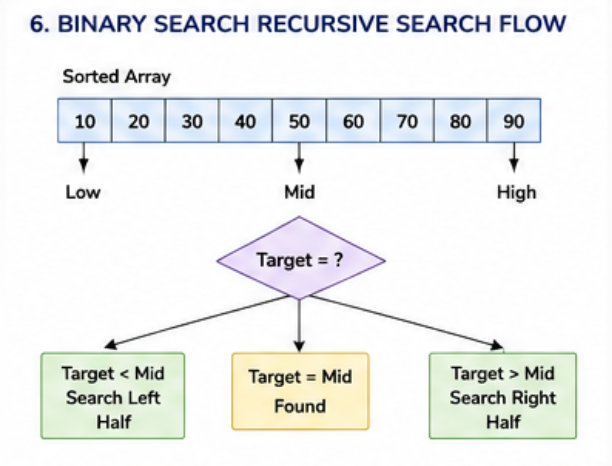 6. BINARY SEARCH RECURSIVE SEARCH FLOW
Sorted Array
10 20 30 40 50 60 70 80 90
Low Mid High
Target = ?
Target < Mid
Search Left
Half
Target = Mid
Found
Target > Mid
Search Right
Half